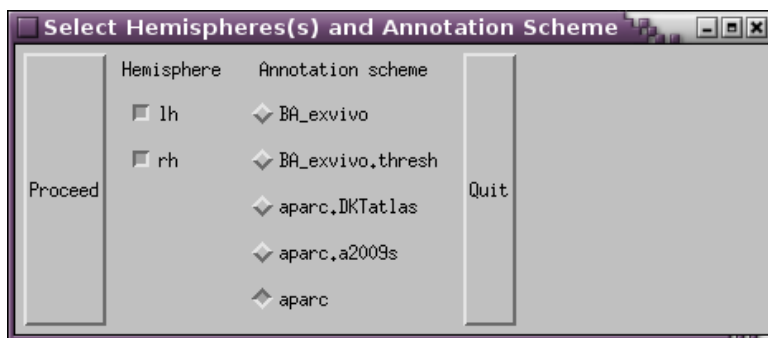 Select Hemispheres(s) and Annotation Scheme
Hemisphere Annotation scheme
lh BA_exvivo
rh BA_exvivo.thresh
Proceed aparc.DKTatlas Quit
aparc.a2009s
aparc